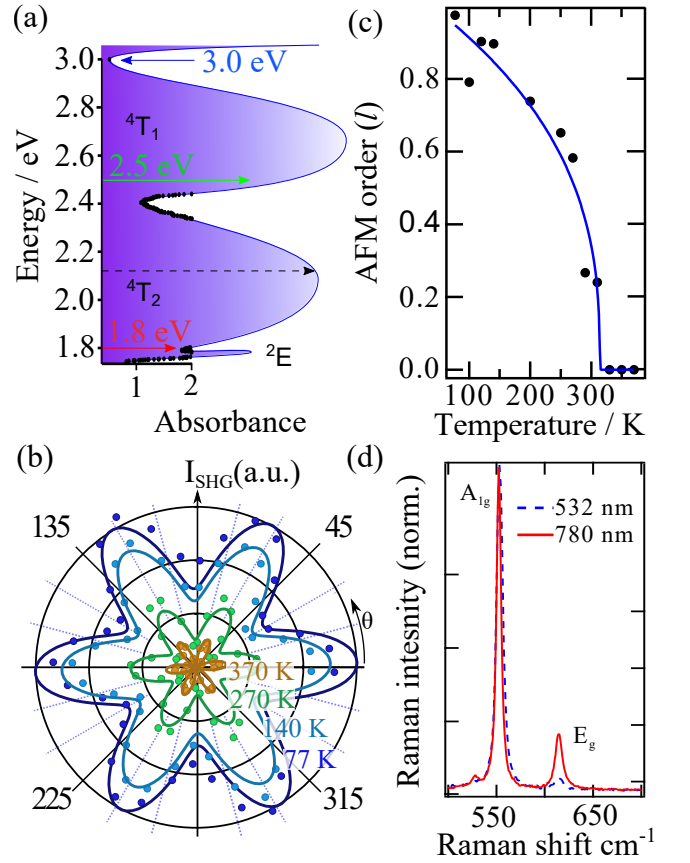 (a)
3.0
2.8
2.6
2.4
2.2
2.0
1.8
Energy / eV
3.0 eV
⁴T₁
2.5 eV
⁴T₂
1.8 eV
²E
1
2
Absorbance
(c)
0.8
0.6
0.4
0.2
0.0
AFM order (l)
100
200
300
Temperature / K
(b)
I_SHG(a.u.)
135
45
θ
370 K
270 K
140 K
77 K
225
315
(d)
Raman intesnity (norm.)
A₁g
532 nm
780 nm
E_g
550
650
Raman shift cm⁻¹